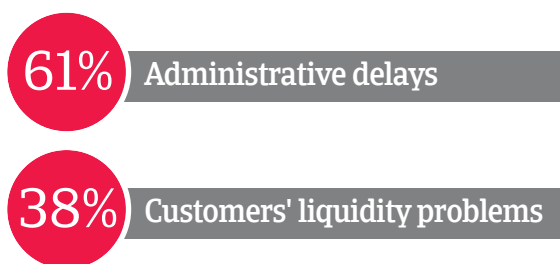 61% Administrative delays
38% Customers' liquidity problems